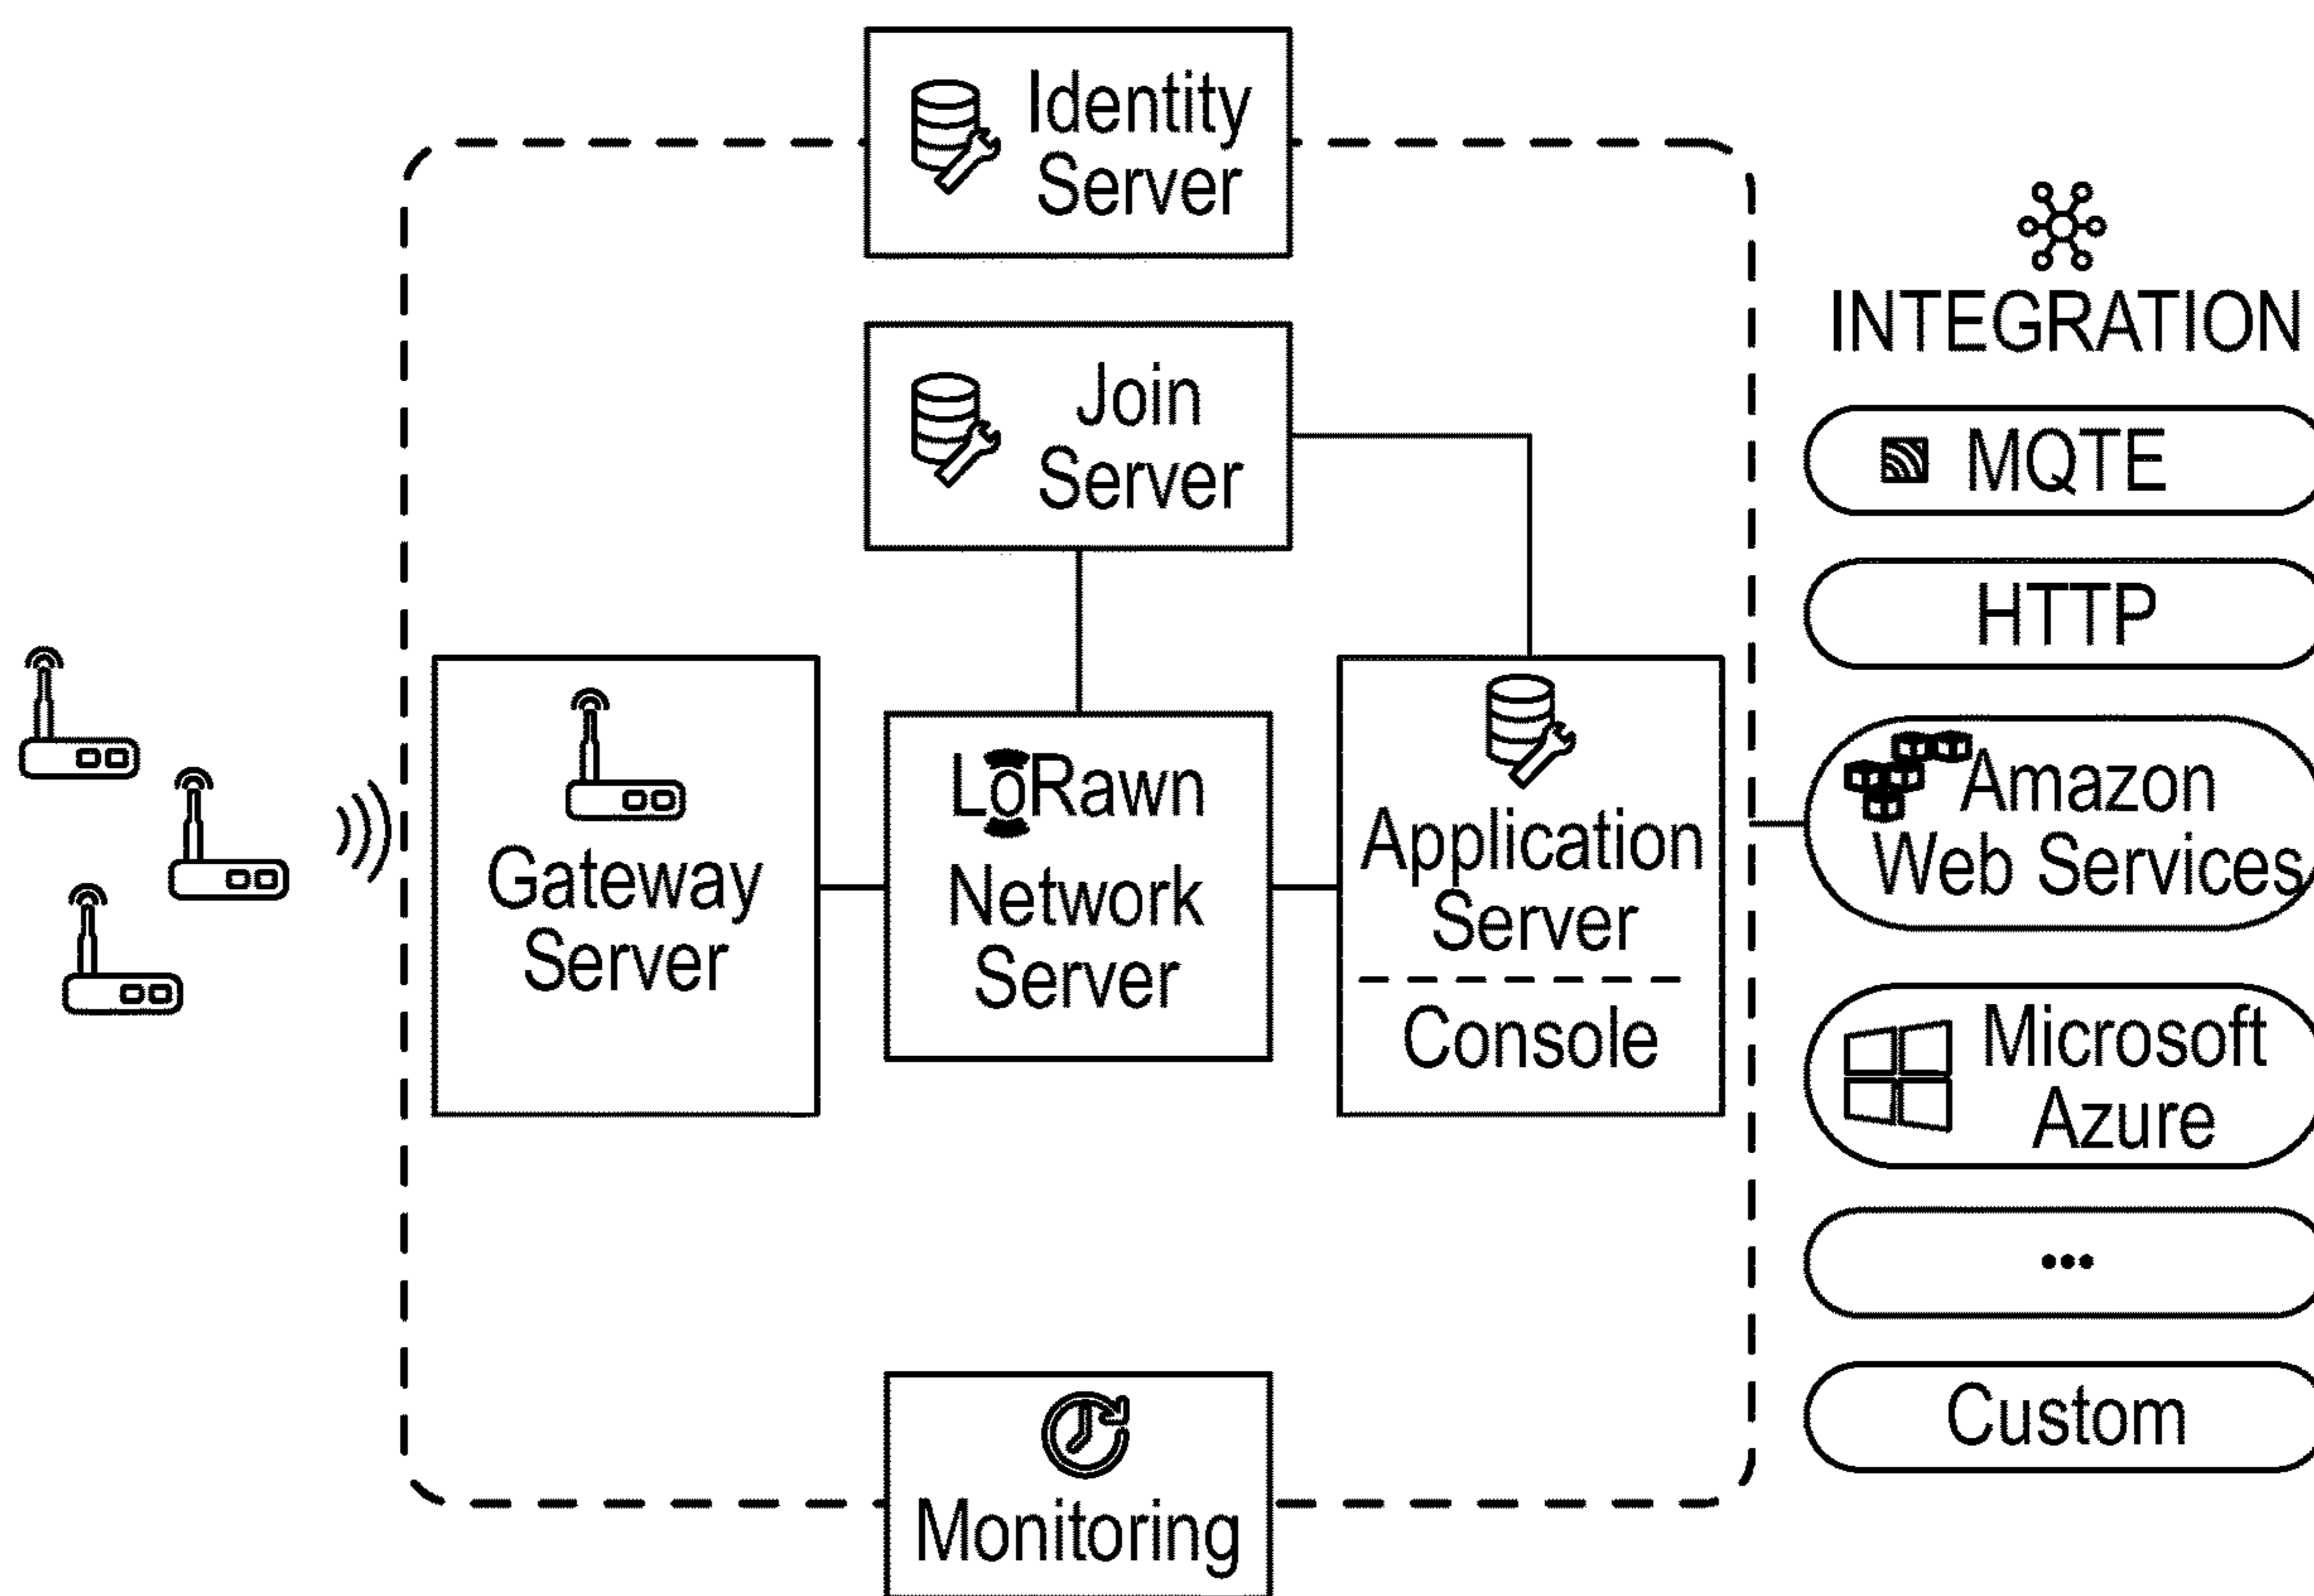 Identity
Server
INTEGRATION
Join
Server
MQTE
HTTP
Gateway
Server
LoRawn
Network
Server
Application
Server
Console
Amazon
Web Services
Microsoft
Azure
•••
Custom
Monitoring